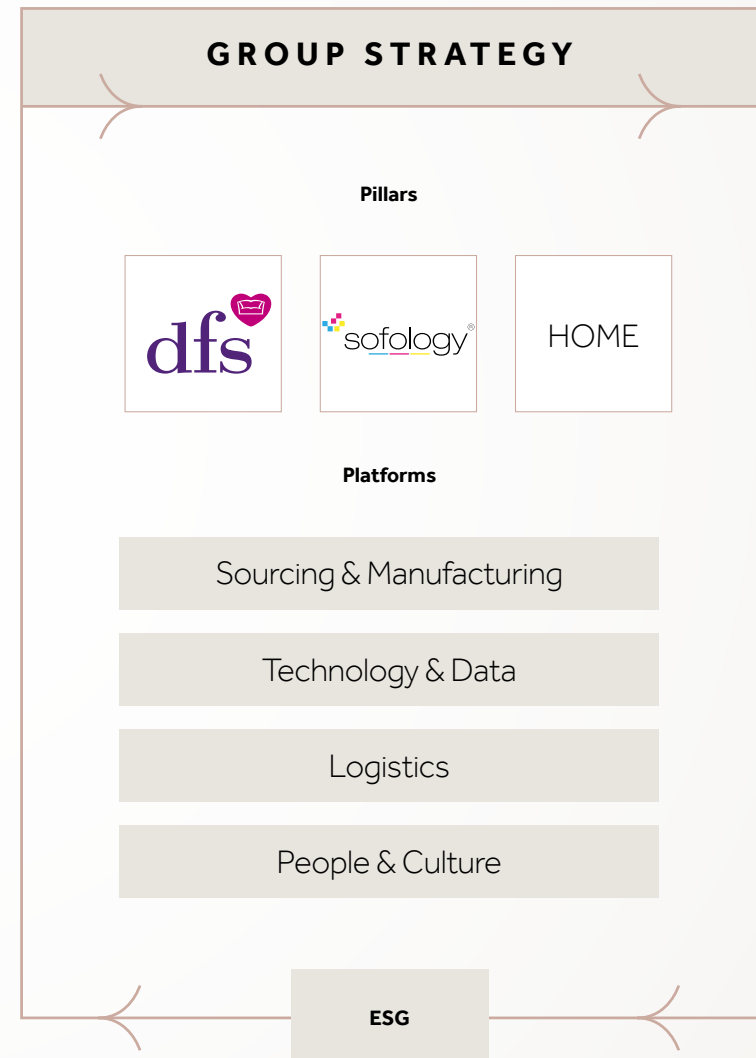 GROUP STRATEGY
Pillars
dfs
sofology®
HOME
Platforms
Sourcing & Manufacturing
Technology & Data
Logistics
People & Culture
ESG